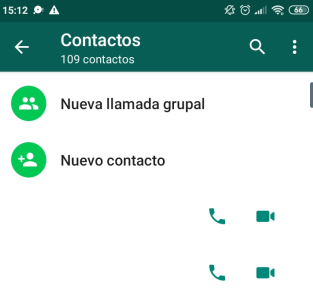 15:12 66
Contactos
109 contactos
Nueva llamada grupal
Nuevo contacto